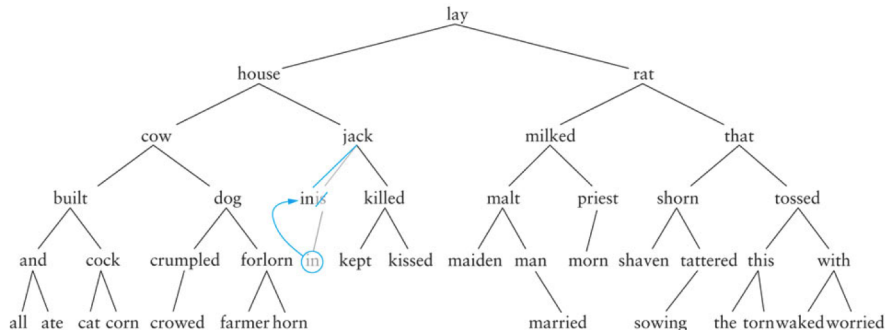 lay
house rat
cow jack milked that
built dog in is killed malt priest shorn tossed
and cock crumpled forlorn in kept kissed maiden man morn shaven tattered this with
all ate cat corn crowed farmer horn married sowing the torn waked worried